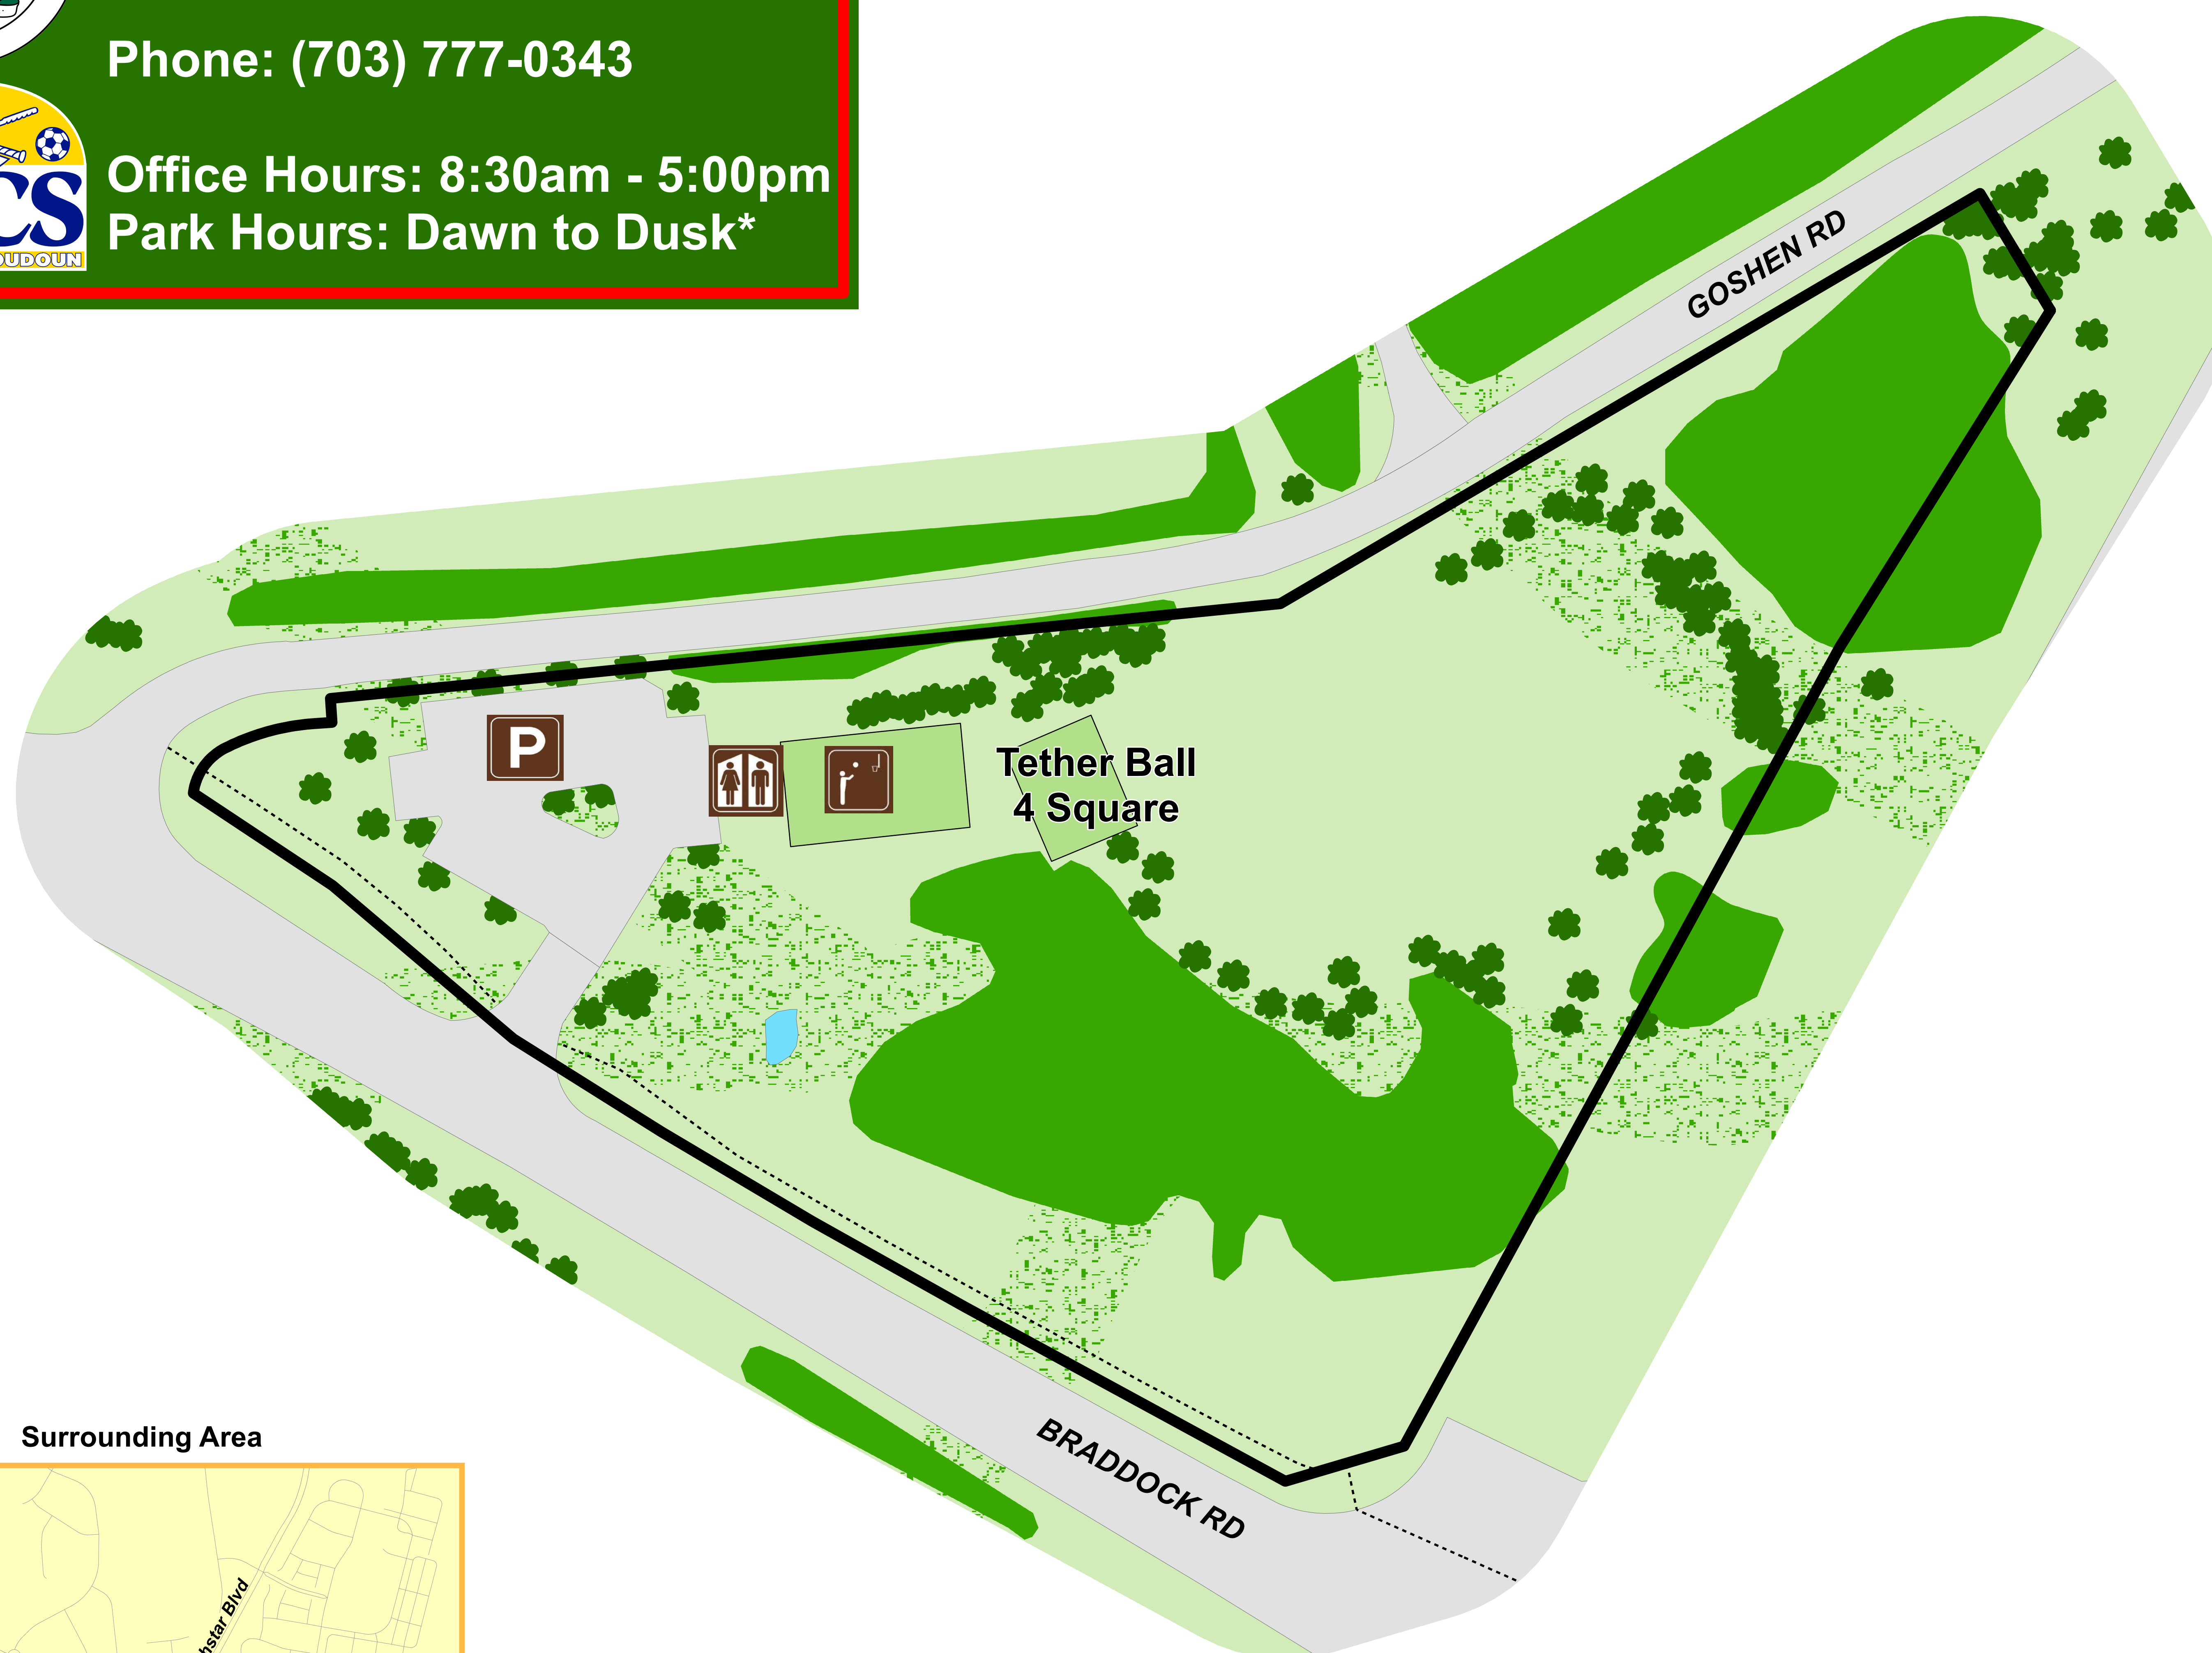 Phone: (703) 777-0343
Office Hours: 8:30am - 5:00pm
Park Hours: Dawn to Dusk*
GOSHEN RD
P
Tether Ball
4 Square
BRADDOCK RD
Surrounding Area